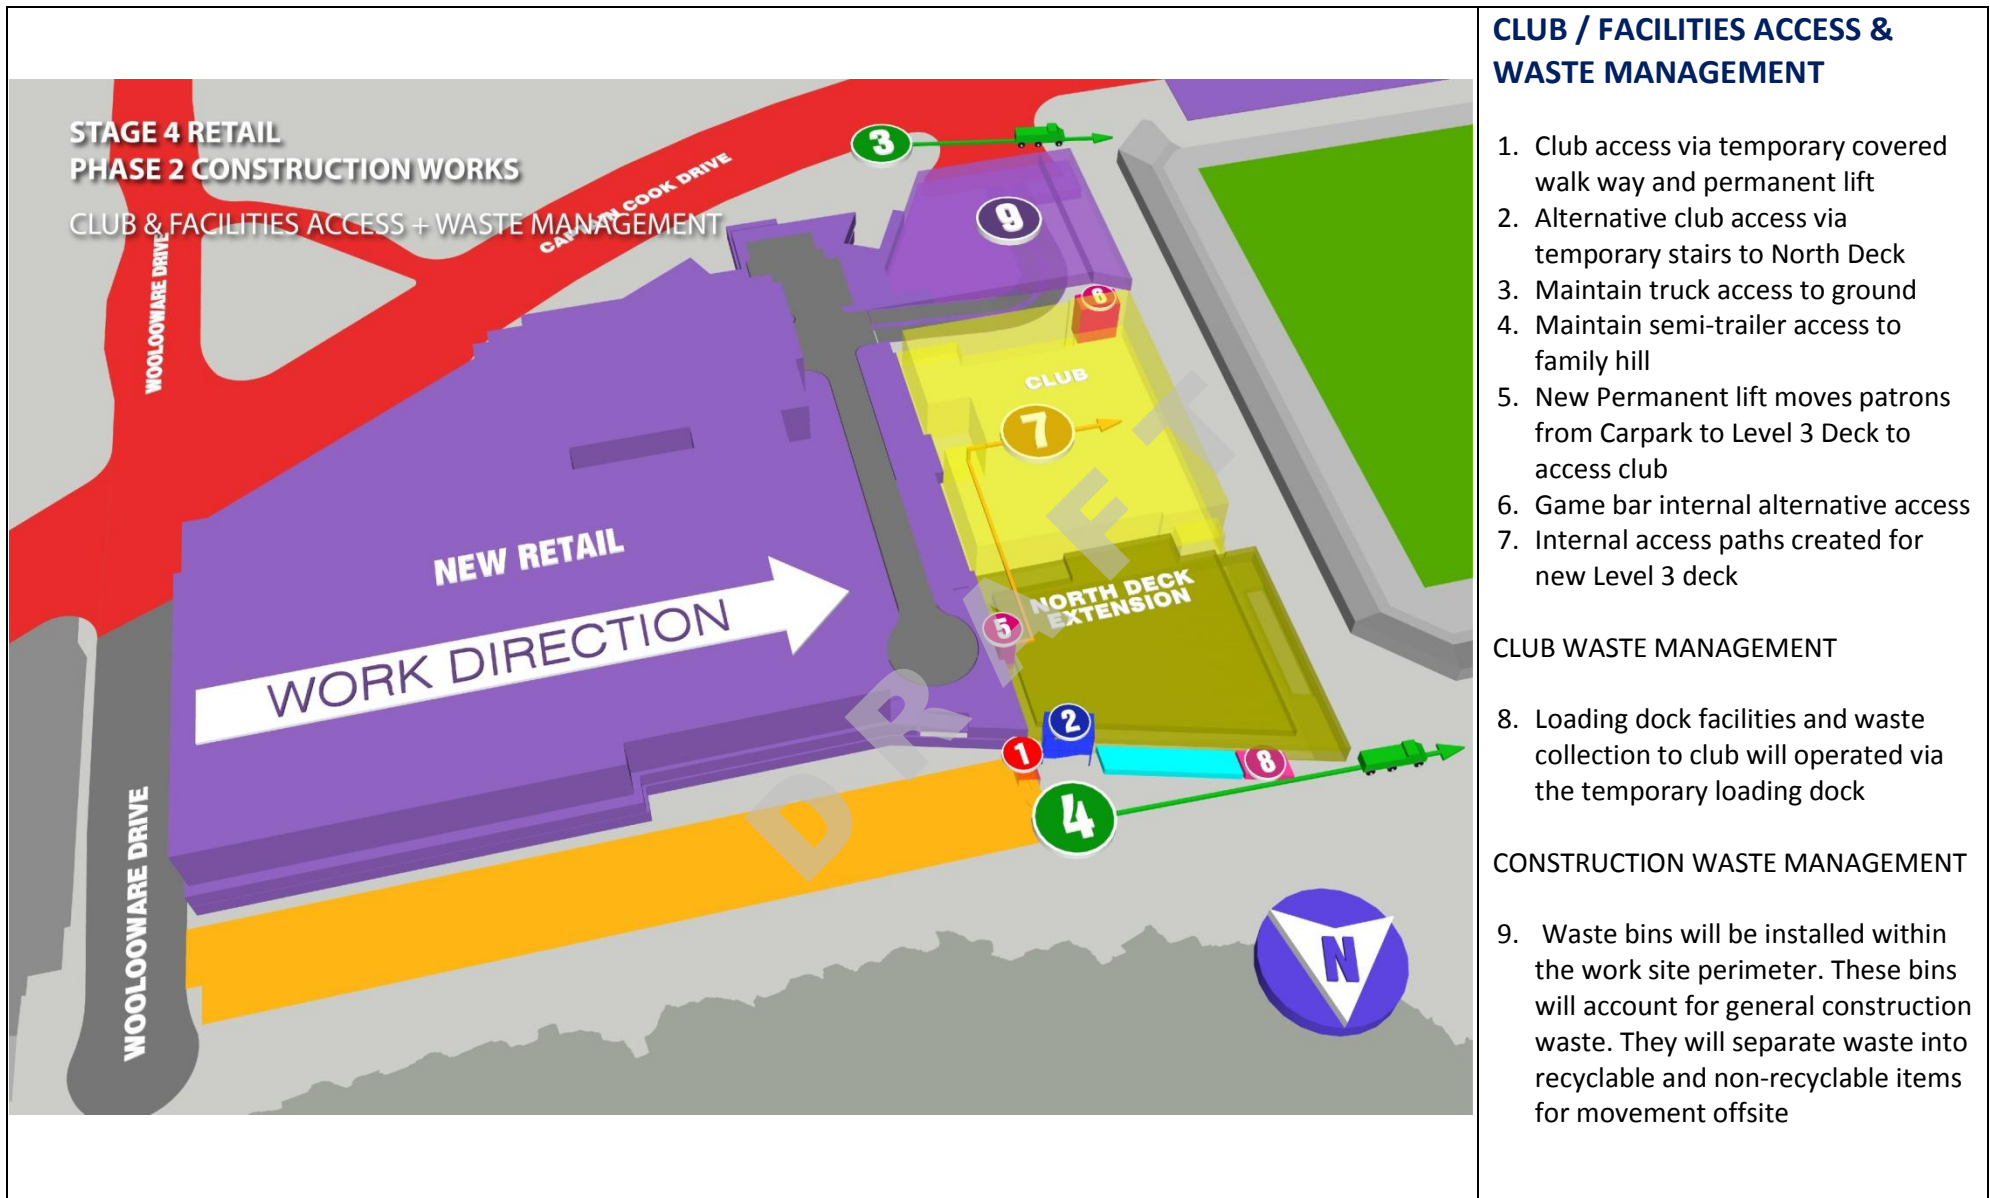 STAGE 4 RETAIL
PHASE 2 CONSTRUCTION WORKS
CLUB & FACILITIES ACCESS + WASTE MANAGEMENT
CAPTAIN COOK DRIVE
WOOLOOWARE DRIVE
3
9
6
CLUB
7
NEW RETAIL
WORK DIRECTION
NORTH DECK
EXTENSION
5
2
1
8
4
WOOLOOWARE DRIVE
N
DRAFT
CLUB / FACILITIES ACCESS &
WASTE MANAGEMENT
1. Club access via temporary covered
walk way and permanent lift
2. Alternative club access via
temporary stairs to North Deck
3. Maintain truck access to ground
4. Maintain semi-trailer access to
family hill
5. New Permanent lift moves patrons
from Carpark to Level 3 Deck to
access club
6. Game bar internal alternative access
7. Internal access paths created for
new Level 3 deck
CLUB WASTE MANAGEMENT
8. Loading dock facilities and waste
collection to club will operated via
the temporary loading dock
CONSTRUCTION WASTE MANAGEMENT
9. Waste bins will be installed within
the work site perimeter. These bins
will account for general construction
waste. They will separate waste into
recyclable and non-recyclable items
for movement offsite